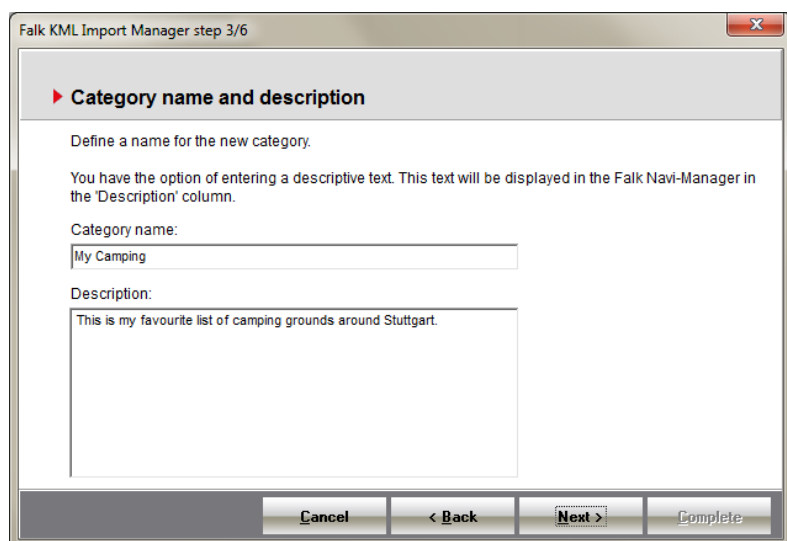 Falk KML Import Manager step 3/6
Category name and description
Define a name for the new category.
You have the option of entering a descriptive text. This text will be displayed in the Falk Navi-Manager in
the 'Description' column.
Category name:
My Camping
Description:
This is my favourite list of camping grounds around Stuttgart.
Cancel
< Back
Next >
Complete